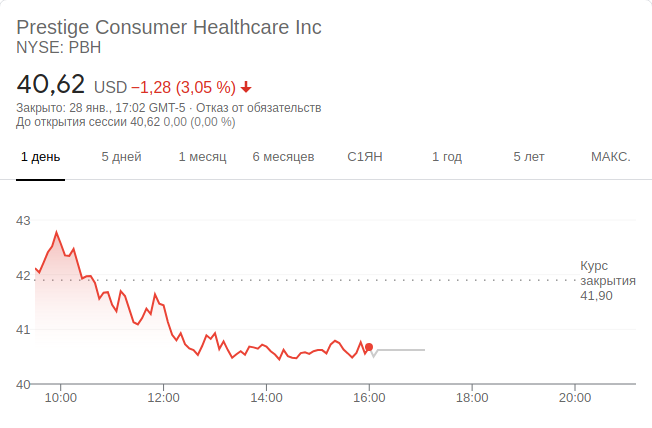 Prestige Consumer Healthcare Inc
NYSE: PBH
40,62 USD −1,28 (3,05 %) ↓
Закрыто: 28 янв., 17:02 GMT-5 · Отказ от обязательств
До открытия сессии 40,62 0,00 (0,00 %)
1 день 5 дней 1 месяц 6 месяцев С1ЯН 1 год 5 лет МАКС.
43
42
41
40
Курс
закрытия
41,90
10:00 12:00 14:00 16:00 18:00 20:00